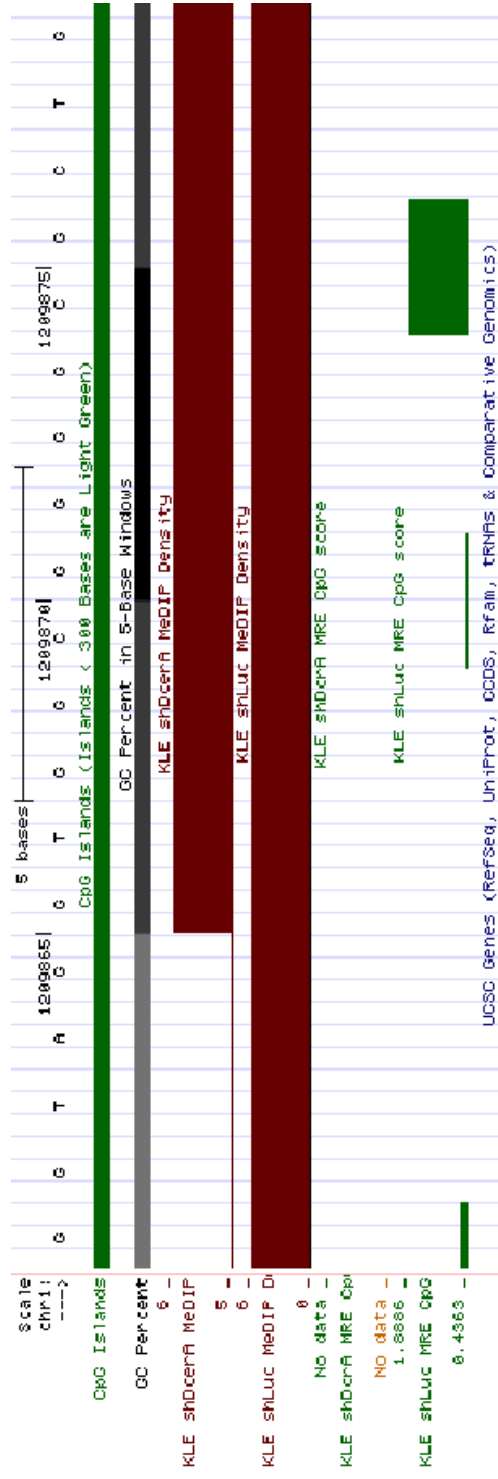 Scale 5 bases
chr1: 1209865| 1209870| 1209875|
---> G G T A G G T G G C G G G G C G C T G
CpG Islands (Islands < 300 Bases are Light Green)
CpG Islands
GC Percent in 5-Base Windows
GC Percent
KLE shDcerA MeDIP Density
6 _
KLE shDcerA MeDIP
5 _
KLE shLuc MeDIP Density
6 _
KLE shLuc MeDIP D
0 _
KLE shDcrA MRE CpG score
No data _
KLE shDcrA MRE Cp
No data _
KLE shLuc MRE CpG score
1.8886 _
KLE shLuc MRE CpG
0.4363 _
UCSC Genes (RefSeq, UniProt, CCDS, Rfam, tRNAs & Comparative Genomics)